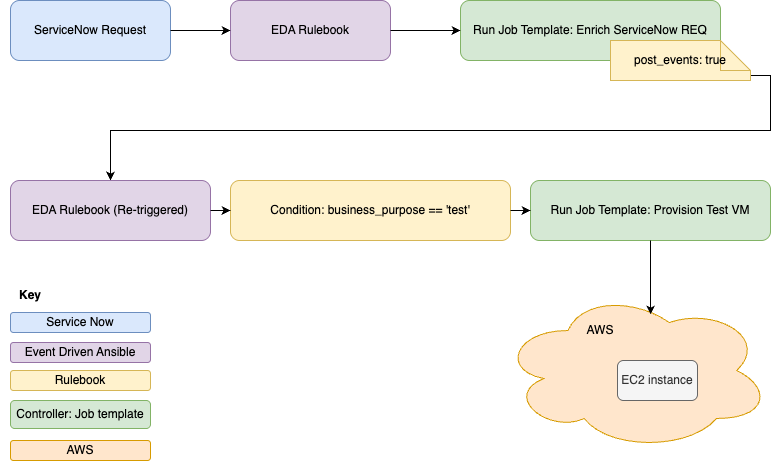 ServiceNow Request
EDA Rulebook
Run Job Template: Enrich ServiceNow REQ
post_events: true
EDA Rulebook (Re-triggered)
Condition: business_purpose == 'test'
Run Job Template: Provision Test VM
Key
Service Now
Event Driven Ansible
Rulebook
Controller: Job template
AWS
AWS
EC2 instance